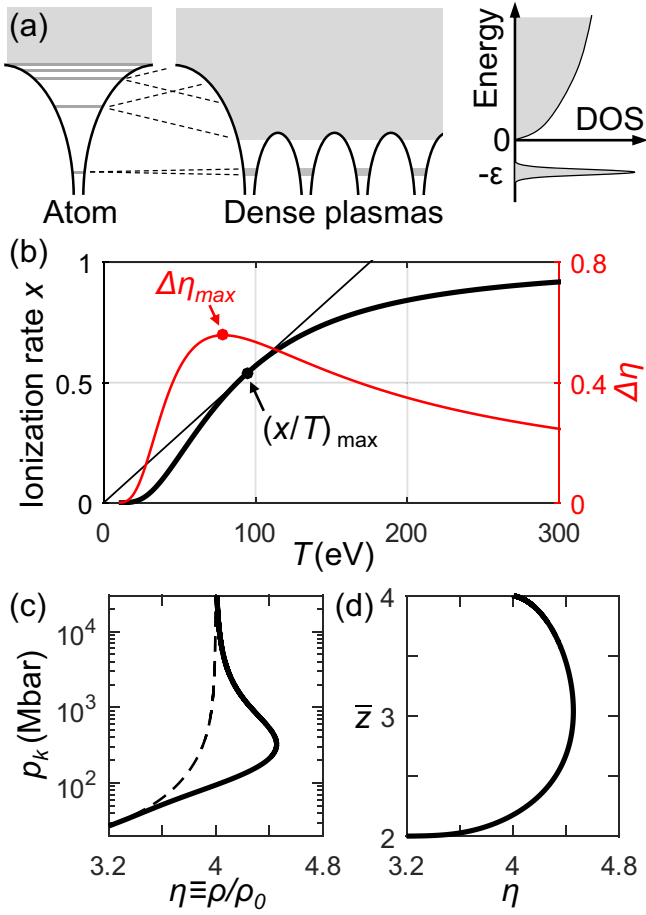 (a)
Atom
Dense plasmas
Energy
DOS
0
-ε
(b)
Ionization rate x
1
0.5
0
Δη_max
(x/T) max
0.8
0.4
0
Δη
0 100 200 300
T(eV)
(c)
p_k (Mbar)
10^4
10^3
10^2
3.2 4 4.8
η≡ρ/ρ_0
(d)
z̄
4
3
2
3.2 4 4.8
η